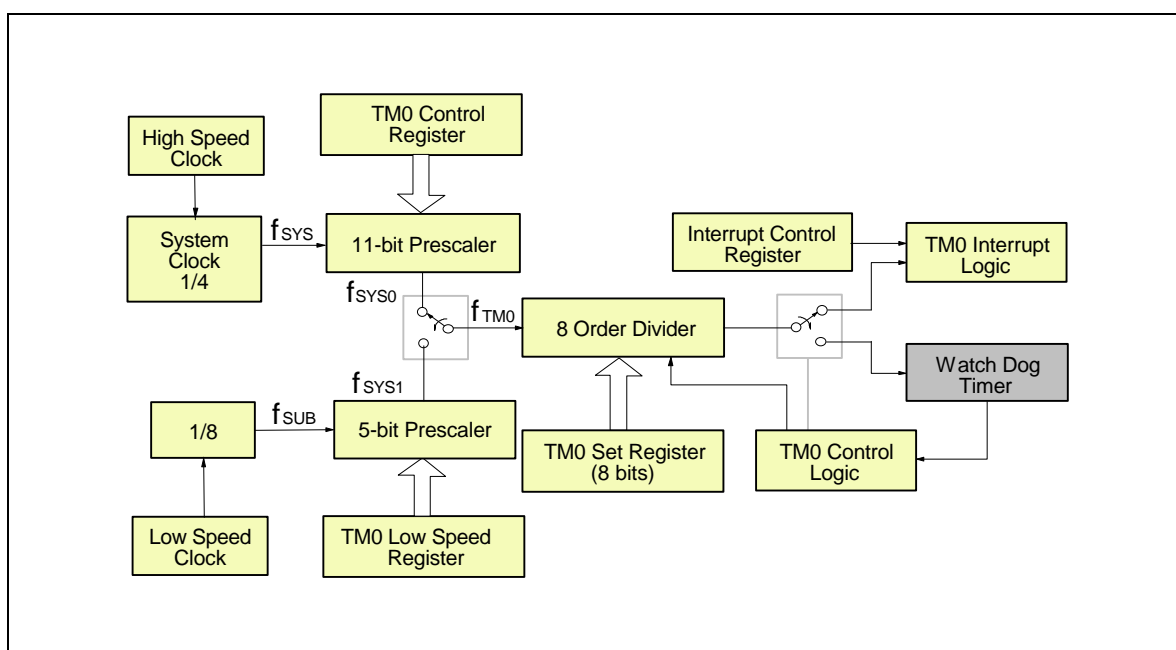 TM0 Control
Register
High Speed
Clock
System
Clock
1/4
fSYS
11-bit Prescaler
Interrupt Control
Register
TM0 Interrupt
Logic
fSYS0
fTM0
8 Order Divider
fSYS1
Watch Dog
Timer
1/8
fSUB
5-bit Prescaler
TM0 Set Register
(8 bits)
TM0 Control
Logic
Low Speed
Clock
TM0 Low Speed
Register